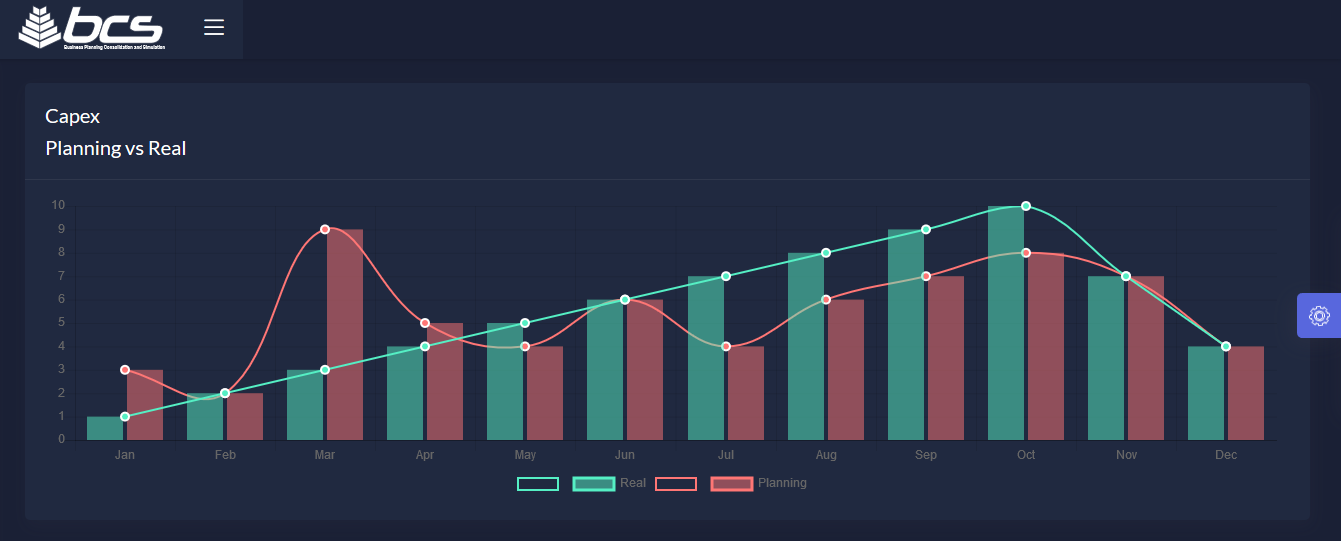 bcs
Business Planning Consolidation and Simulation
Capex
Planning vs Real
10
9
8
7
6
5
4
3
2
1
0
Jan Feb Mar Apr May Jun Jul Aug Sep Oct Nov Dec
Real Planning